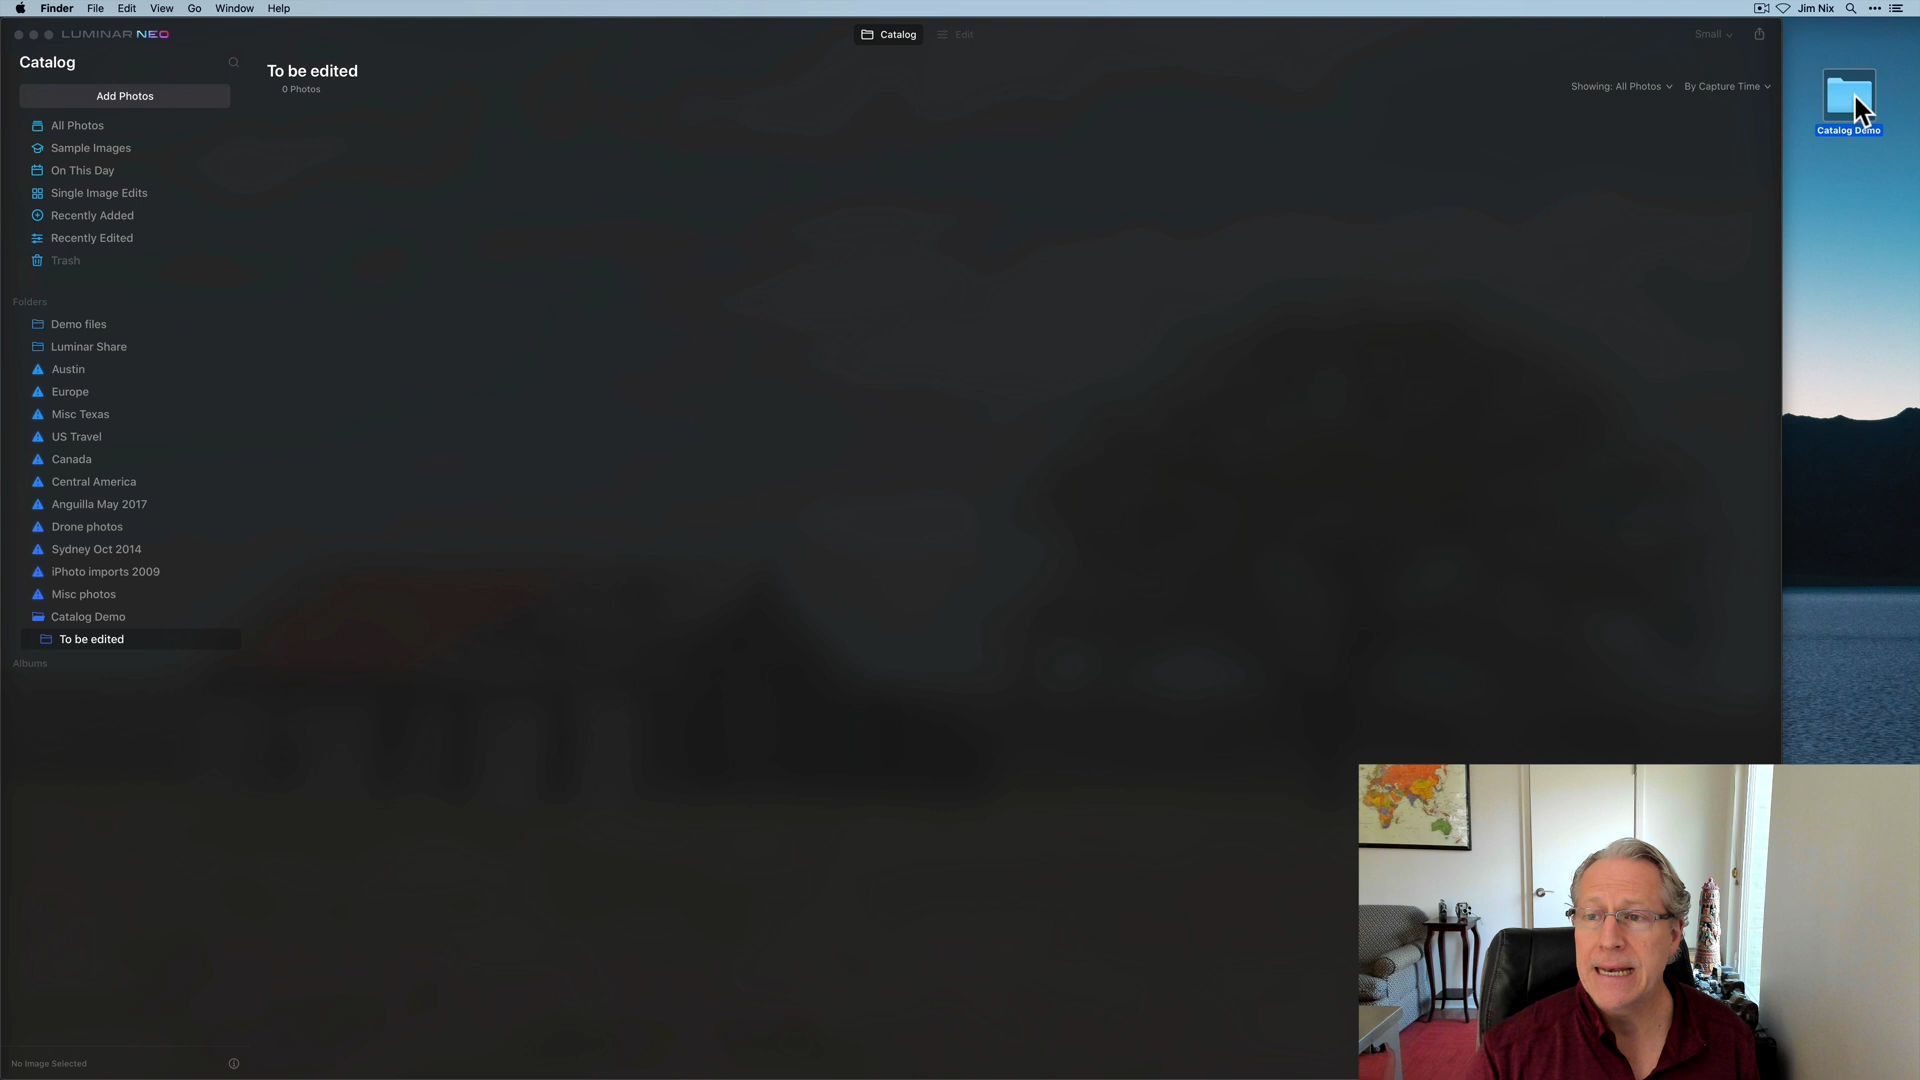 Finder File Edit View Go Window Help
Jim Nix
LUMINAR NEO
Catalog Edit
Small
Catalog
Add Photos
All Photos
Sample Images
On This Day
Single Image Edits
Recently Added
Recently Edited
Trash
Folders
Demo files
Luminar Share
Austin
Europe
Misc Texas
US Travel
Canada
Central America
Anguilla May 2017
Drone photos
Sydney Oct 2014
iPhoto imports 2009
Misc photos
Catalog Demo
To be edited
Albums
No Image Selected
To be edited
0 Photos
Showing: All Photos By Capture Time
Catalog Demo